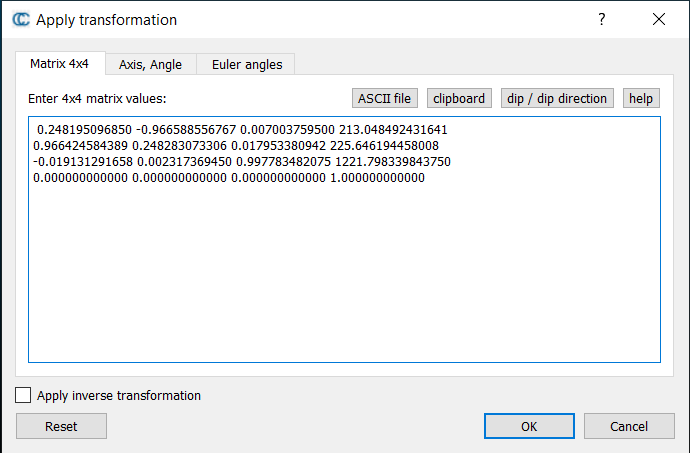 Apply transformation ?
Matrix 4x4 Axis, Angle Euler angles
Enter 4x4 matrix values: ASCII file clipboard dip / dip direction help
0.248195096850 -0.966588556767 0.007003759500 213.048492431641
0.966424584389 0.248283073306 0.017953380942 225.646194458008
-0.019131291658 0.002317369450 0.997783482075 1221.798339843750
0.000000000000 0.000000000000 0.000000000000 1.000000000000
Apply inverse transformation
Reset OK Cancel